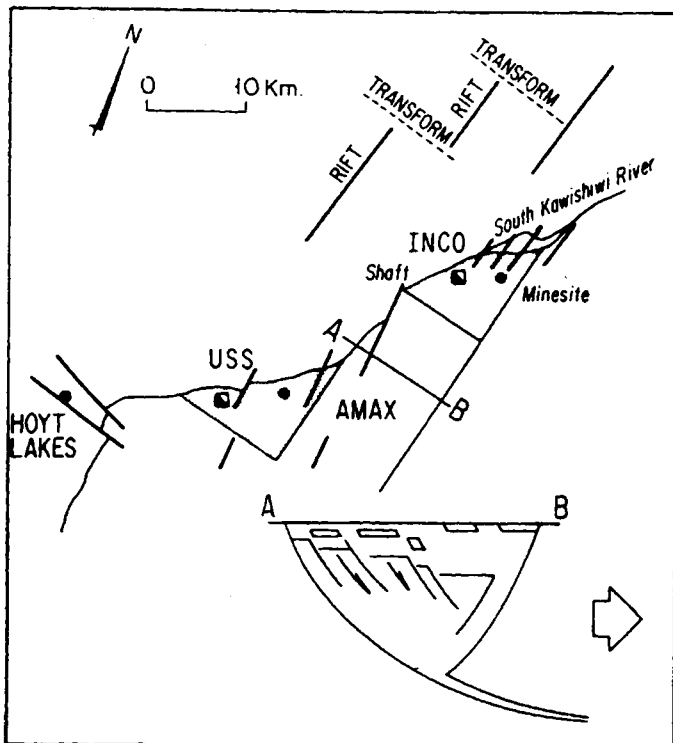 N
0 10 Km.
TRANSFORM
RIFT
TRANSFORM
RIFT
South Kawishiwi River
INCO
Shaft
Minesite
A
USS
AMAX
B
HOYT
LAKES
A B